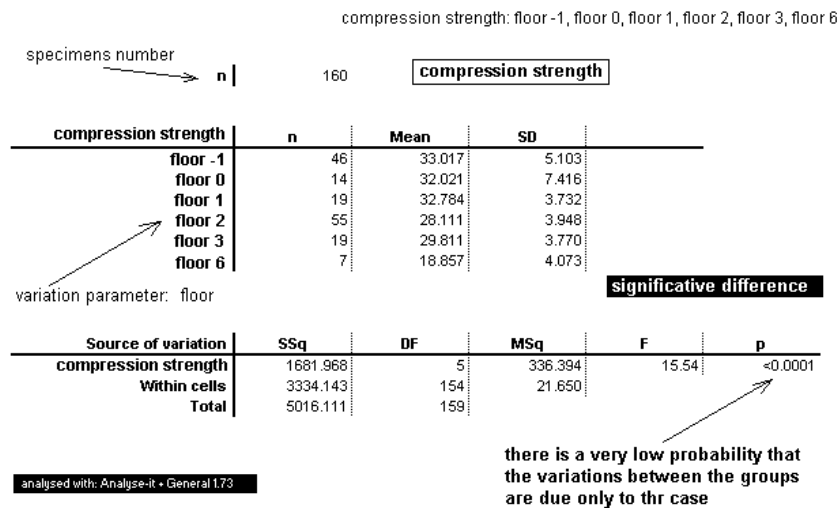 compression strength: floor -1, floor 0, floor 1, floor 2, floor 3, floor 6
specimens number
n 160 compression strength
compression strength n Mean SD
floor -1 46 33.017 5.103
floor 0 14 32.021 7.416
floor 1 19 32.784 3.732
floor 2 55 28.111 3.948
floor 3 19 29.811 3.770
floor 6 7 18.857 4.073
variation parameter: floor
significative difference
Source of variation SSq DF MSq F p
compression strength 1681.968 5 336.394 15.54 <0.0001
Within cells 3334.143 154 21.650
Total 5016.111 159
there is a very low probability that
the variations between the groups
are due only to thr case
analysed with: Analyse-it + General 1.73